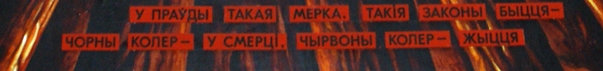 У ПРАЎДЫ ТАКАЯ МЕРКА, ТАКІЯ ЗАКОНЫ БЫЦЦЯ–
ЧОРНЫ КОЛЕР – У СМЕРЦІ, ЧЫРВОНЫ КОЛЕР – ЖЫЦЦЯ